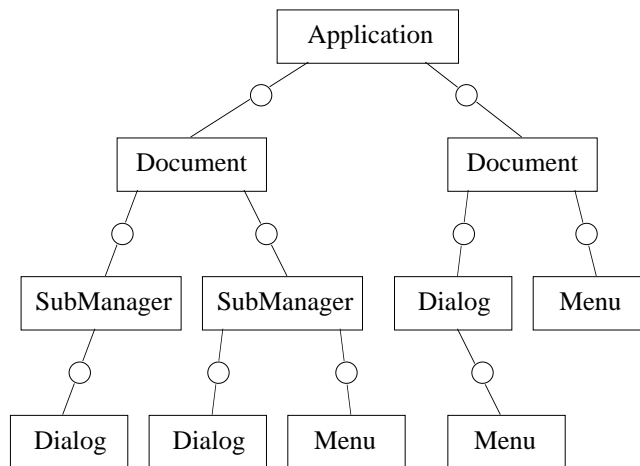 Application
Document
Document
SubManager
SubManager
Dialog
Menu
Dialog
Dialog
Menu
Menu